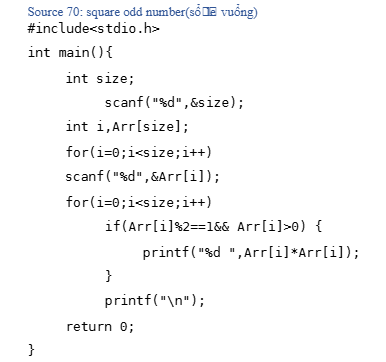 Source 70: square odd number(số lẻ vuông)
#include<stdio.h>
int main(){
int size;
scanf("%d",&size);
int i,Arr[size];
for(i=0;i<size;i++)
scanf("%d",&Arr[i]);
for(i=0;i<size;i++)
if(Arr[i]%2==1&& Arr[i]>0) {
printf("%d ",Arr[i]*Arr[i]);
}
printf("\n");
return 0;
}